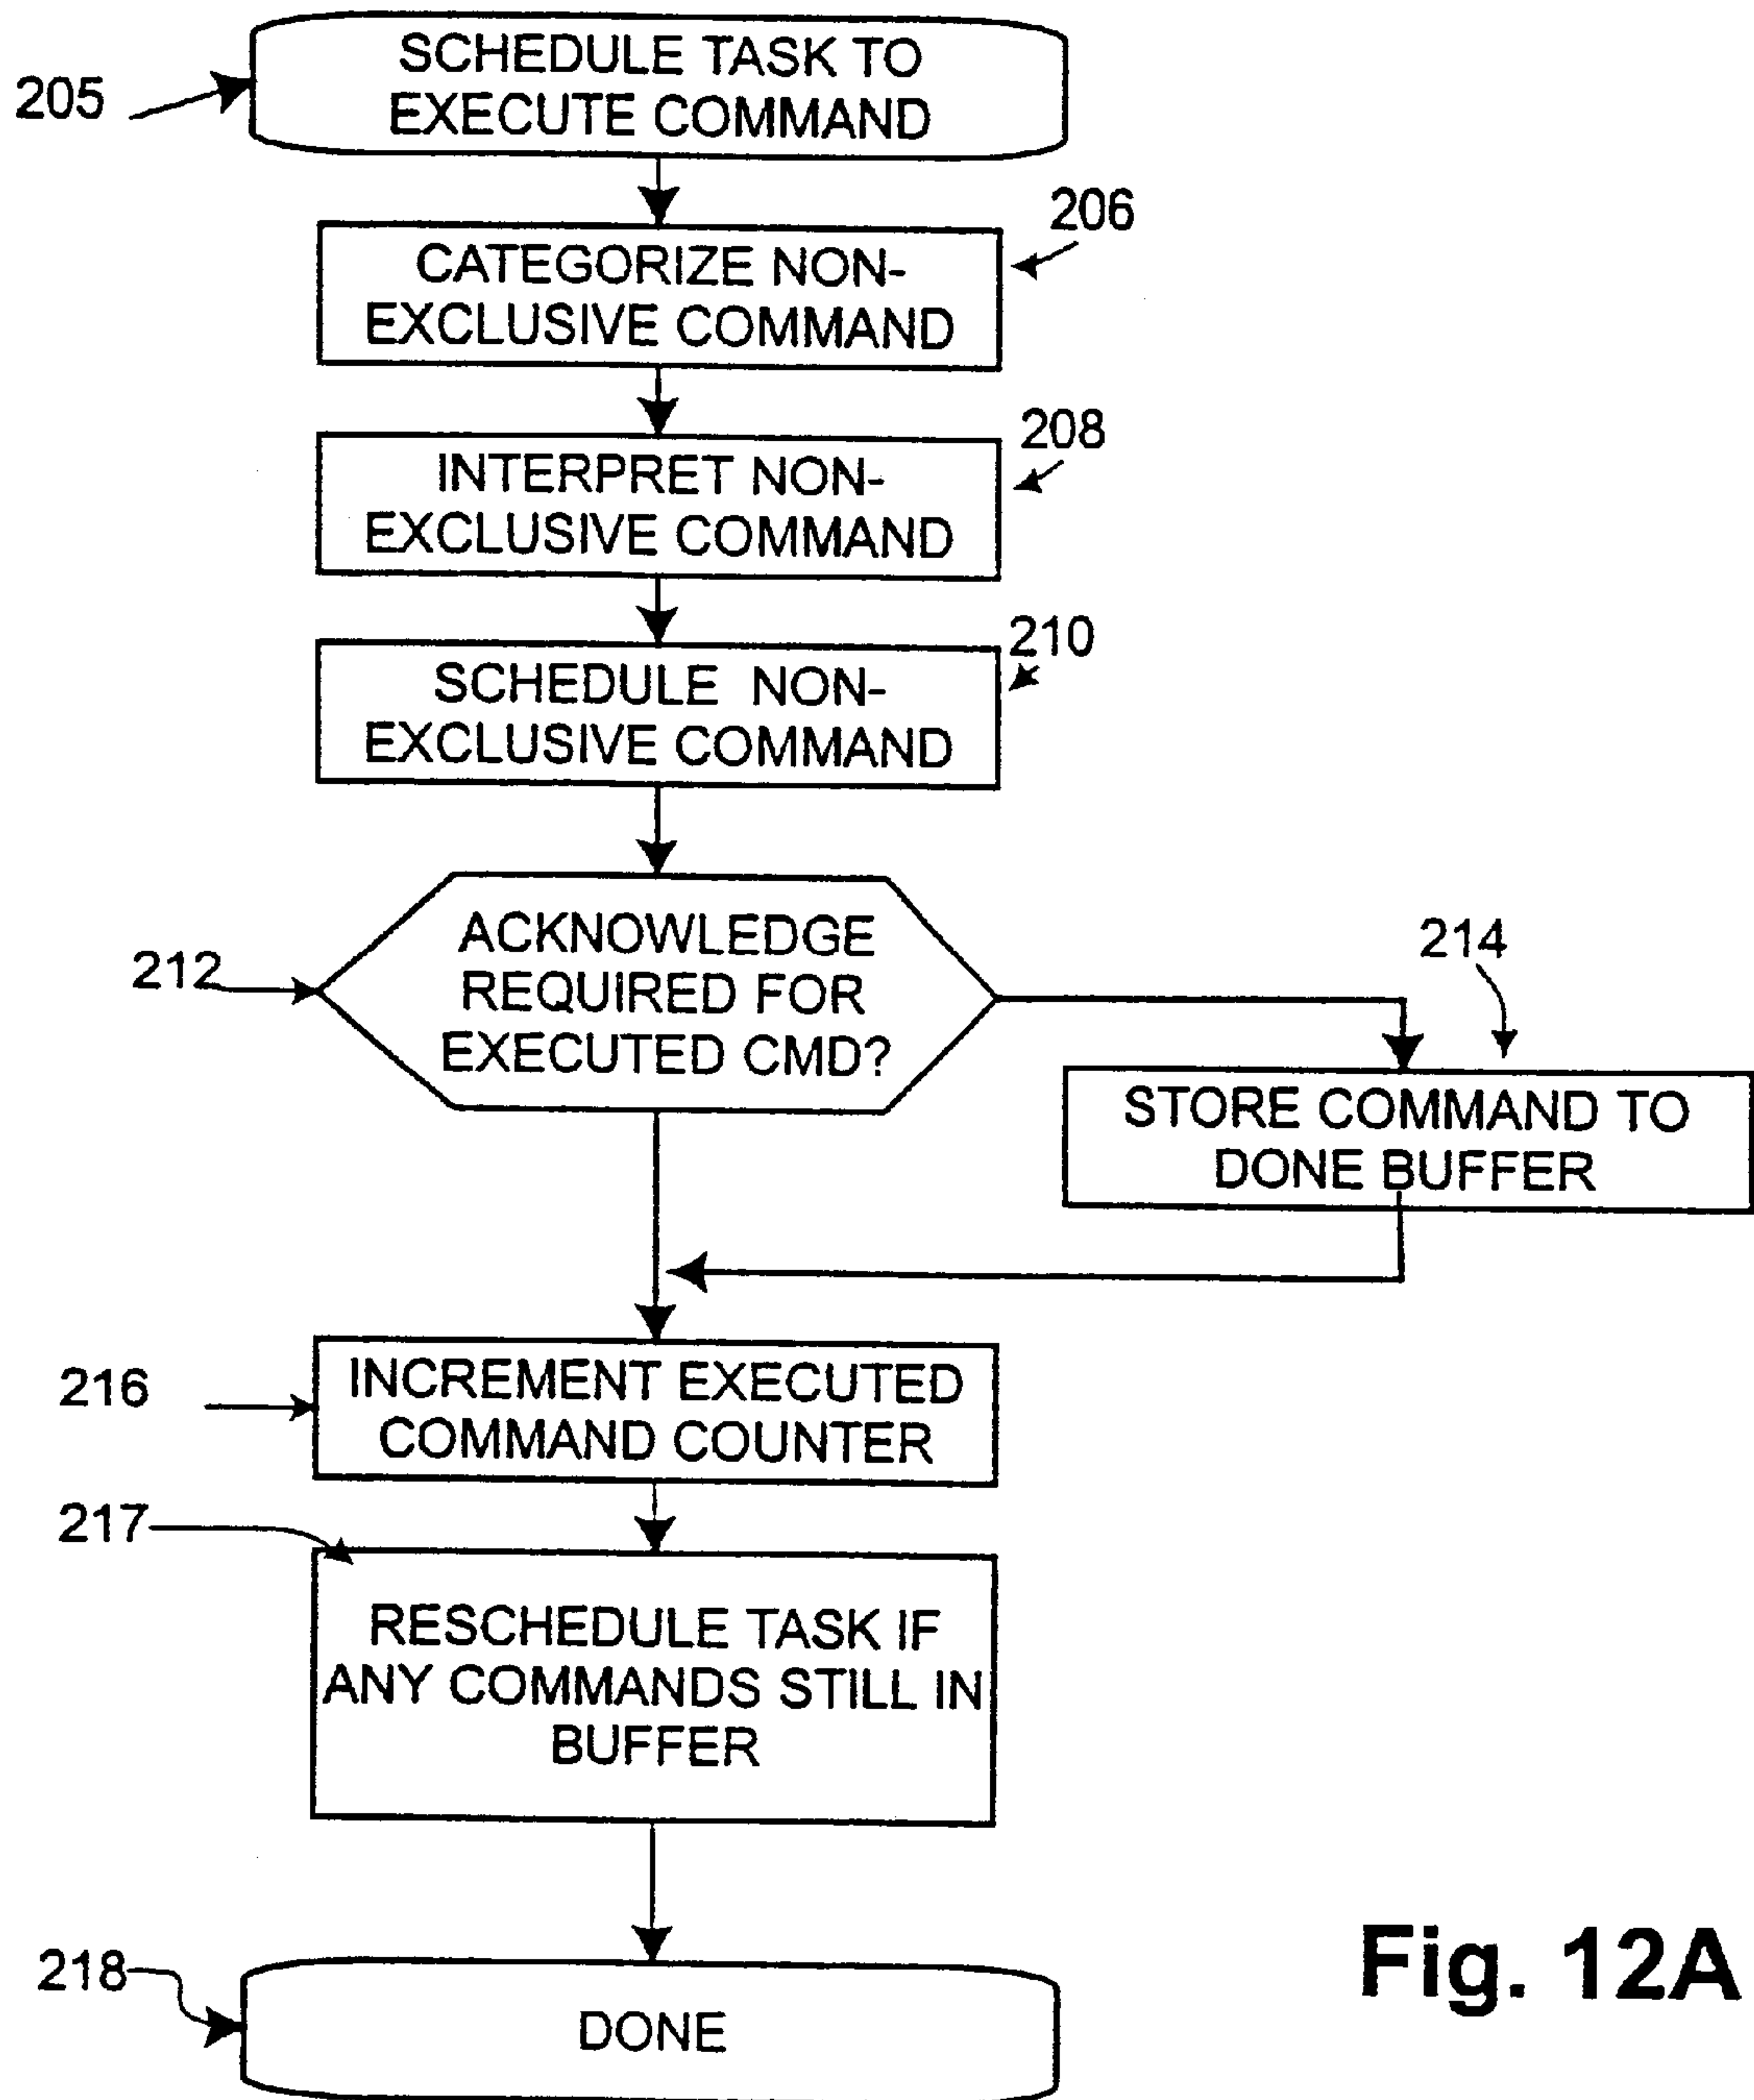 SCHEDULE TASK TO
EXECUTE COMMAND
205
206
CATEGORIZE NON-
EXCLUSIVE COMMAND
208
INTERPRET NON-
EXCLUSIVE COMMAND
210
SCHEDULE NON-
EXCLUSIVE COMMAND
212
ACKNOWLEDGE
REQUIRED FOR
EXECUTED CMD?
214
STORE COMMAND TO
DONE BUFFER
216
INCREMENT EXECUTED
COMMAND COUNTER
217
RESCHEDULE TASK IF
ANY COMMANDS STILL IN
BUFFER
218
DONE
Fig. 12A